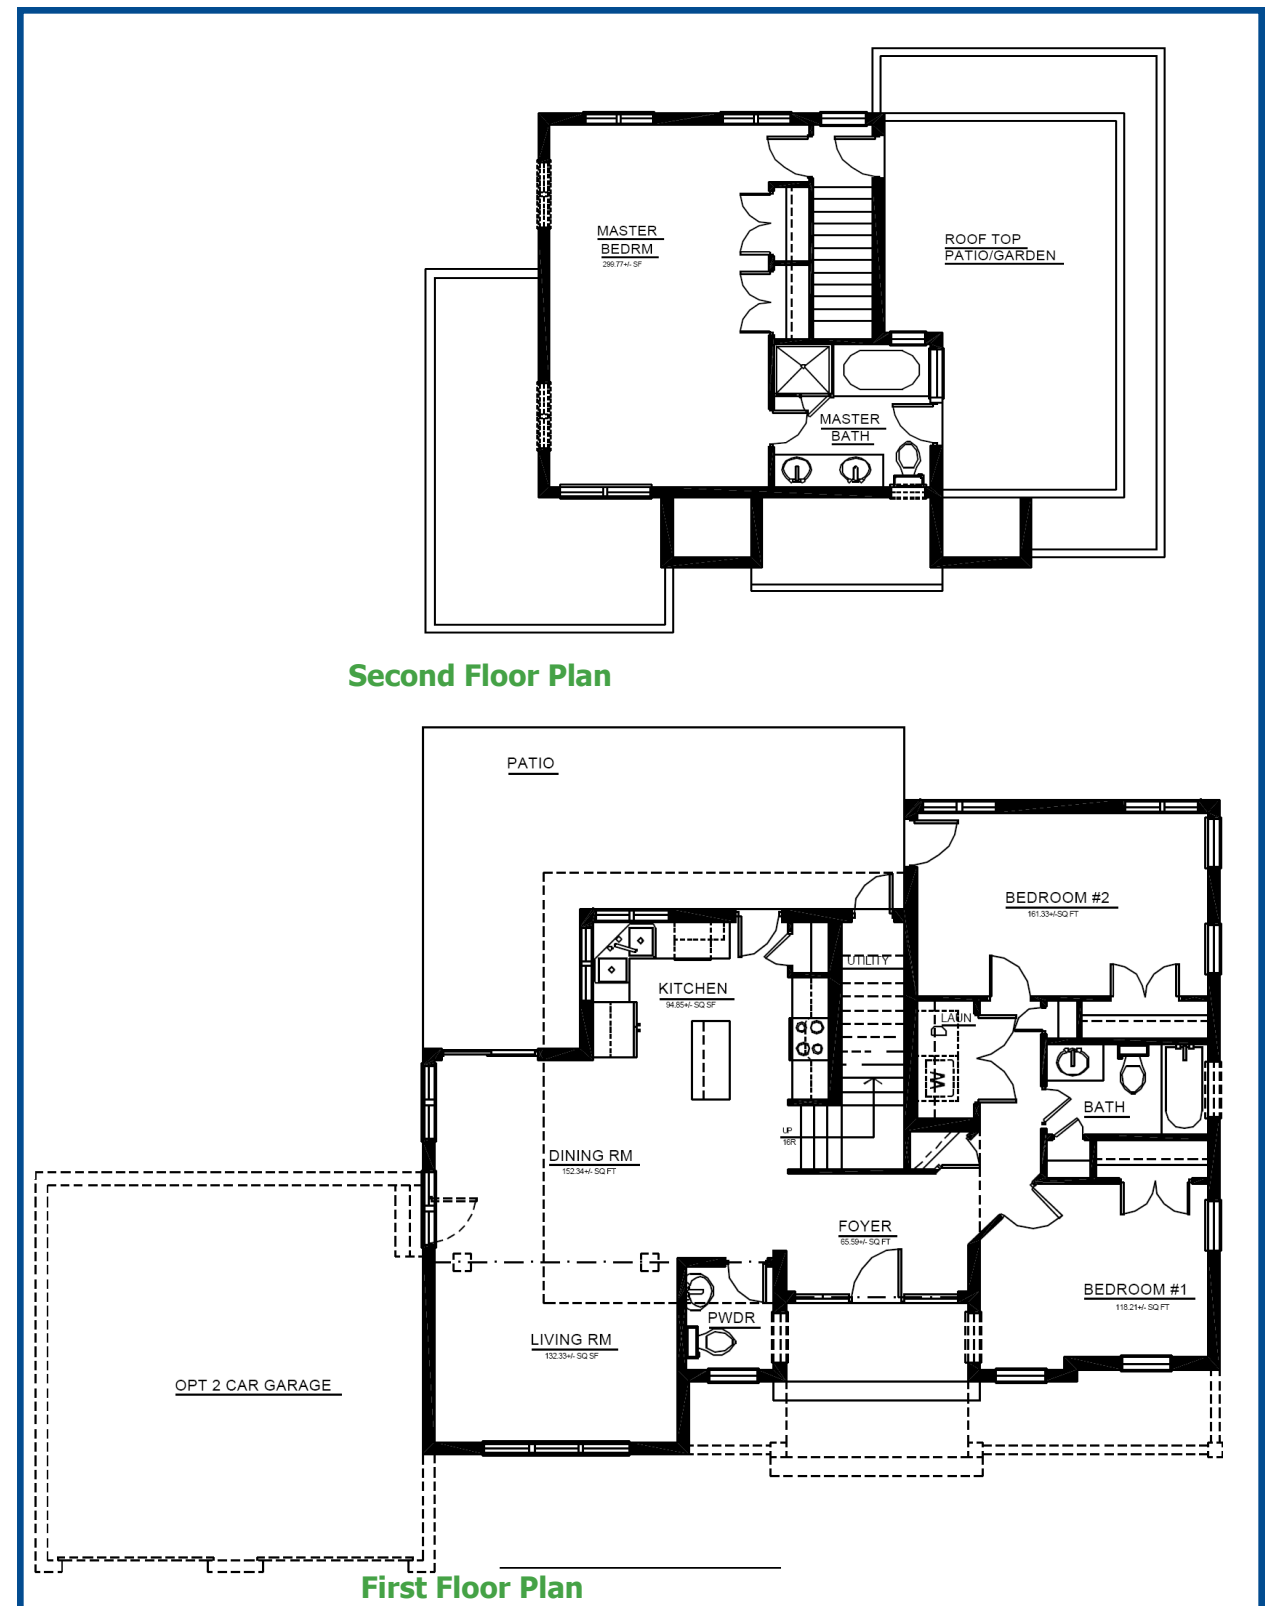 MASTER
BEDRM
299.77+/- SF
ROOF TOP
PATIO/GARDEN
MASTER
BATH
Second Floor Plan
PATIO
BEDROOM #2
161.33+/-SQ FT
UTILITY
KITCHEN
94.85+/- SQ SF
LAUN
W
BATH
UP
16R
DINING RM
152.34+/- SQ FT
FOYER
65.59+/- SQ FT
BEDROOM #1
118.21+/- SQ FT
PWDR
LIVING RM
132.33+/- SQ SF
OPT 2 CAR GARAGE
First Floor Plan